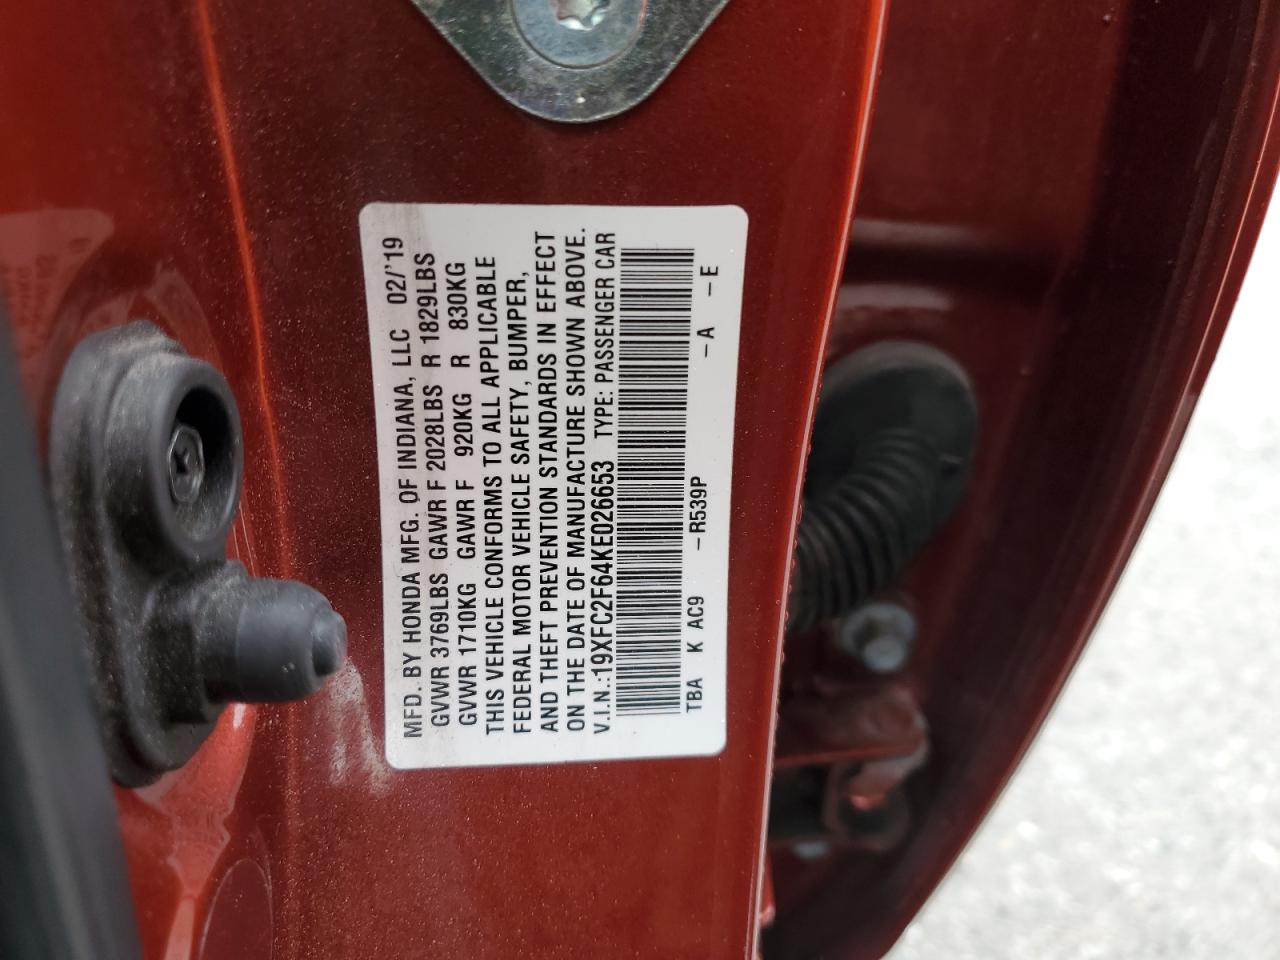 MFD. BY HONDA MFG. OF INDIANA, LLC 02/'19
GVWR 3769LBS GAWR F 2028LBS R 1829LBS
GVWR 1710KG GAWR F 920KG R 830KG
THIS VEHICLE CONFORMS TO ALL APPLICABLE
FEDERAL MOTOR VEHICLE SAFETY, BUMPER,
AND THEFT PREVENTION STANDARDS IN EFFECT
ON THE DATE OF MANUFACTURE SHOWN ABOVE.
V.I.N.:19XFC2F64KE026653 TYPE: PASSENGER CAR
TBA K AC9 –R539P –A –E